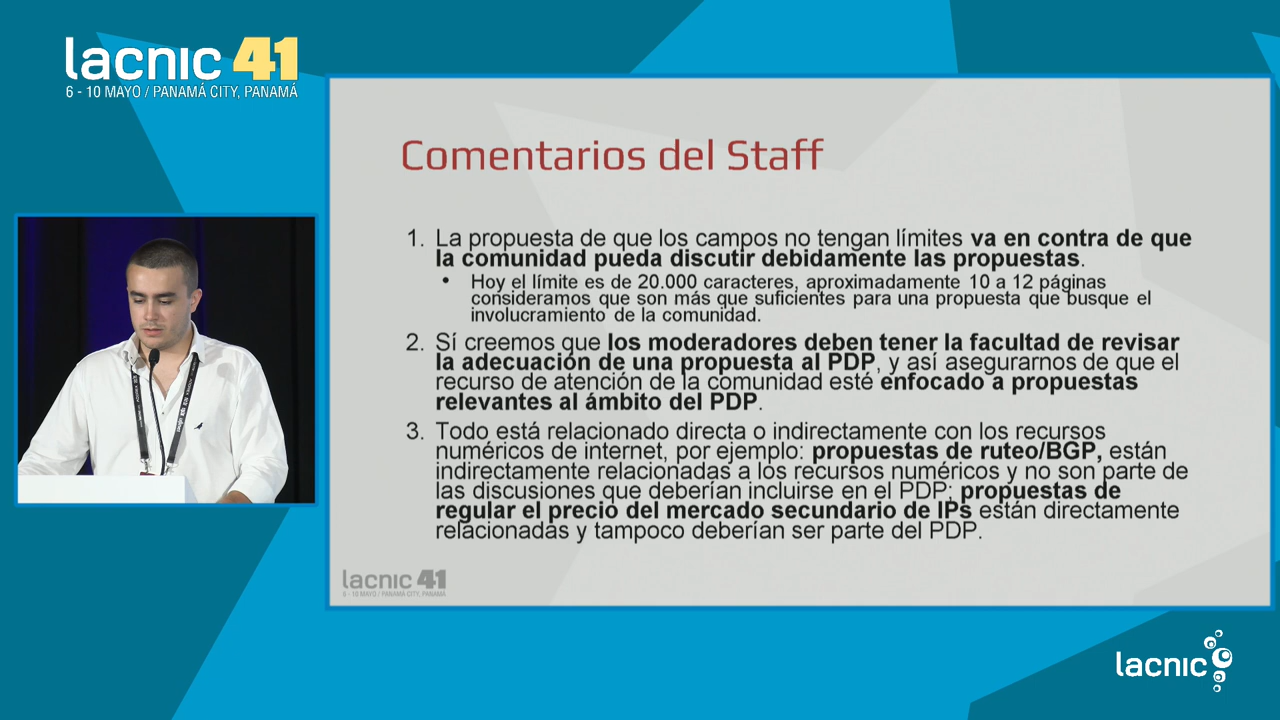 lacnic 41
6 - 10 MAYO / PANAMÁ CITY, PANAMÁ
Comentarios del Staff
1. La propuesta de que los campos no tengan límites va en contra de que
la comunidad pueda discutir debidamente las propuestas.
• Hoy el límite es de 20.000 caracteres, aproximadamente 10 a 12 páginas
consideramos que son más que suficientes para una propuesta que busque el
involucramiento de la comunidad.
2. Sí creemos que los moderadores deben tener la facultad de revisar
la adecuación de una propuesta al PDP, y así asegurarnos de que el
recurso de atención de la comunidad esté enfocado a propuestas
relevantes al ámbito del PDP.
3. Todo está relacionado directa o indirectamente con los recursos
numéricos de internet, por ejemplo: propuestas de ruteo/BGP, están
indirectamente relacionadas a los recursos numéricos y no son parte de
las discusiones que deberían incluirse en el PDP; propuestas de
regular el precio del mercado secundario de IPs están directamente
relacionadas y tampoco deberían ser parte del PDP.
lacnic 41
6 - 10 MAYO / PANAMÁ CITY, PANAMÁ
lacnic